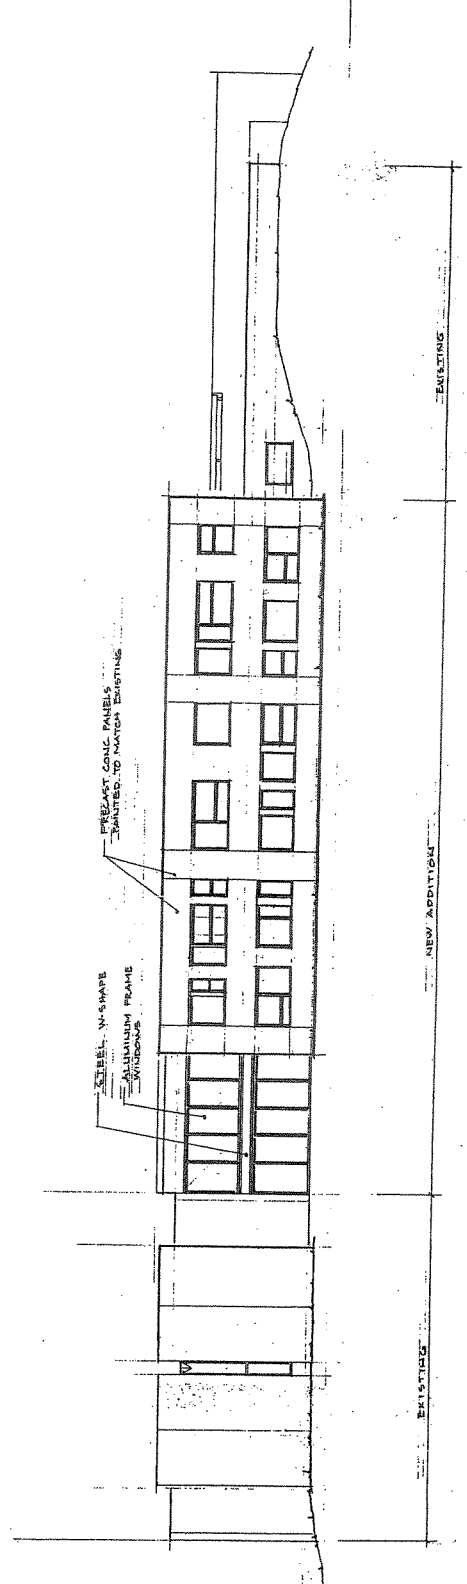 STEEL W-SHAPE
ALUMINUM FRAME
WINDOWS
PRECAST CONC PANELS
PAINTED TO MATCH EXISTING
EXISTING
NEW ADDITION
EXISTING